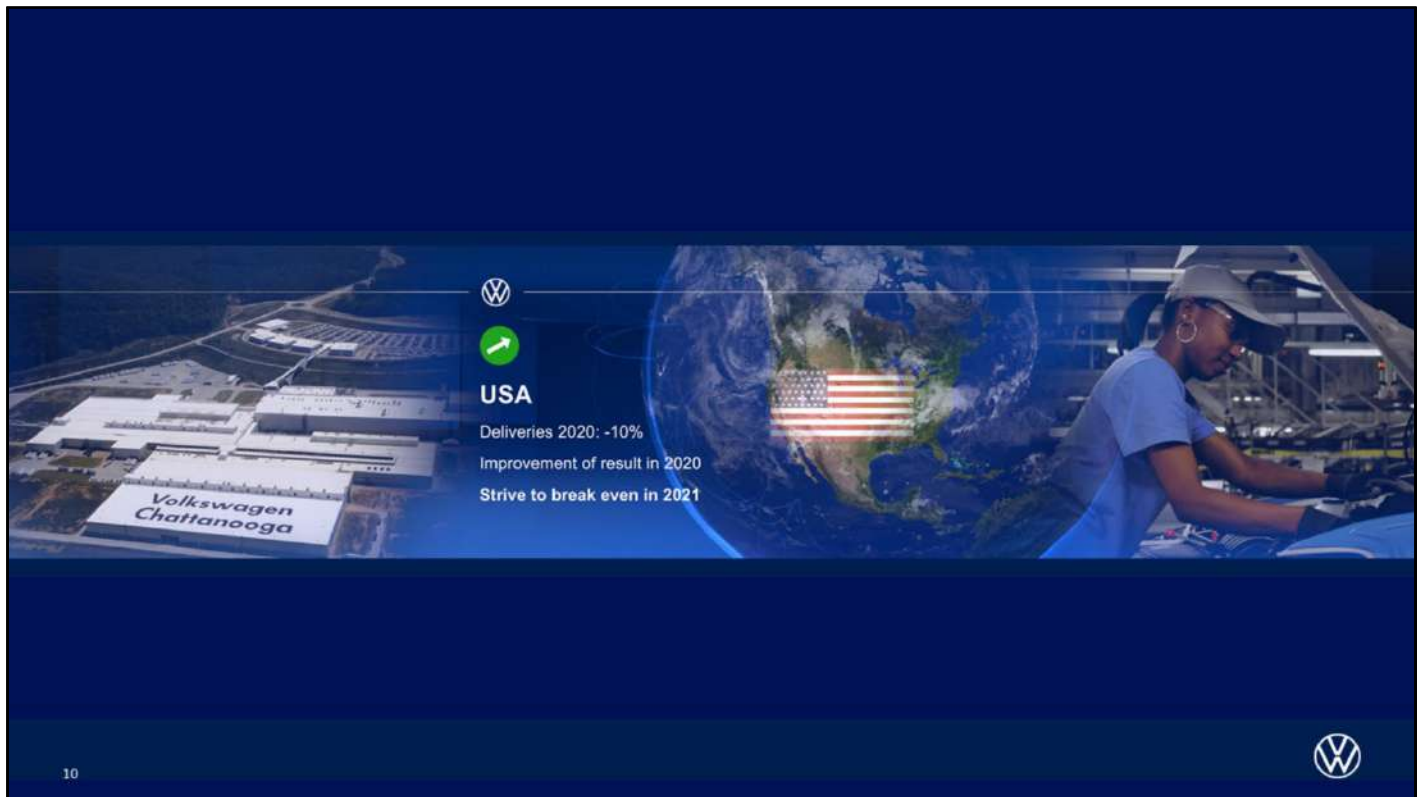 USA
Deliveries 2020: -10%
Improvement of result in 2020
Strive to break even in 2021
Volkswagen
Chattanooga
10